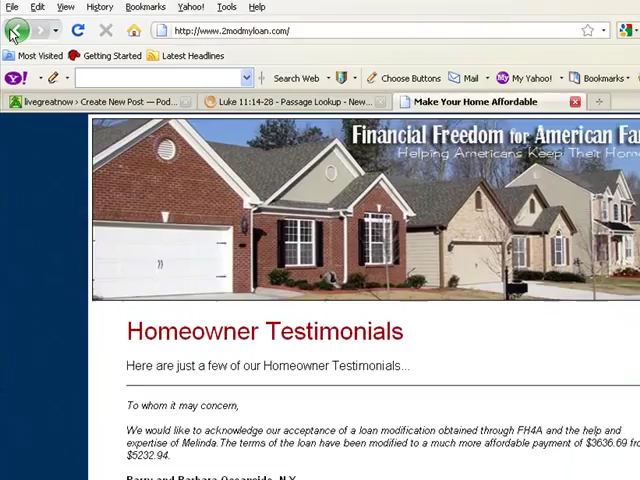 File Edit View History Bookmarks Yahoo! Tools Help
http://www.2modmyloan.com/
Most Visited Getting Started Latest Headlines
Y! Search Web Choose Buttons Mail My Yahoo! Bookmarks
livegreatnow › Create New Post — Pod... Luke 11:14-28 - Passage Lookup - New... Make Your Home Affordable
Financial Freedom for American Fa
Helping Americans Keep Their Hom
Homeowner Testimonials
Here are just a few of our Homeowner Testimonials...
To whom it may concern,
We would like to acknowledge our acceptance of a loan modification obtained through FH4A and the help and
expertise of Melinda.The terms of the loan have been modified to a much more affordable payment of $3636.69 fro
$5232.94.
Barry and Barbara Oceanside, N.Y.